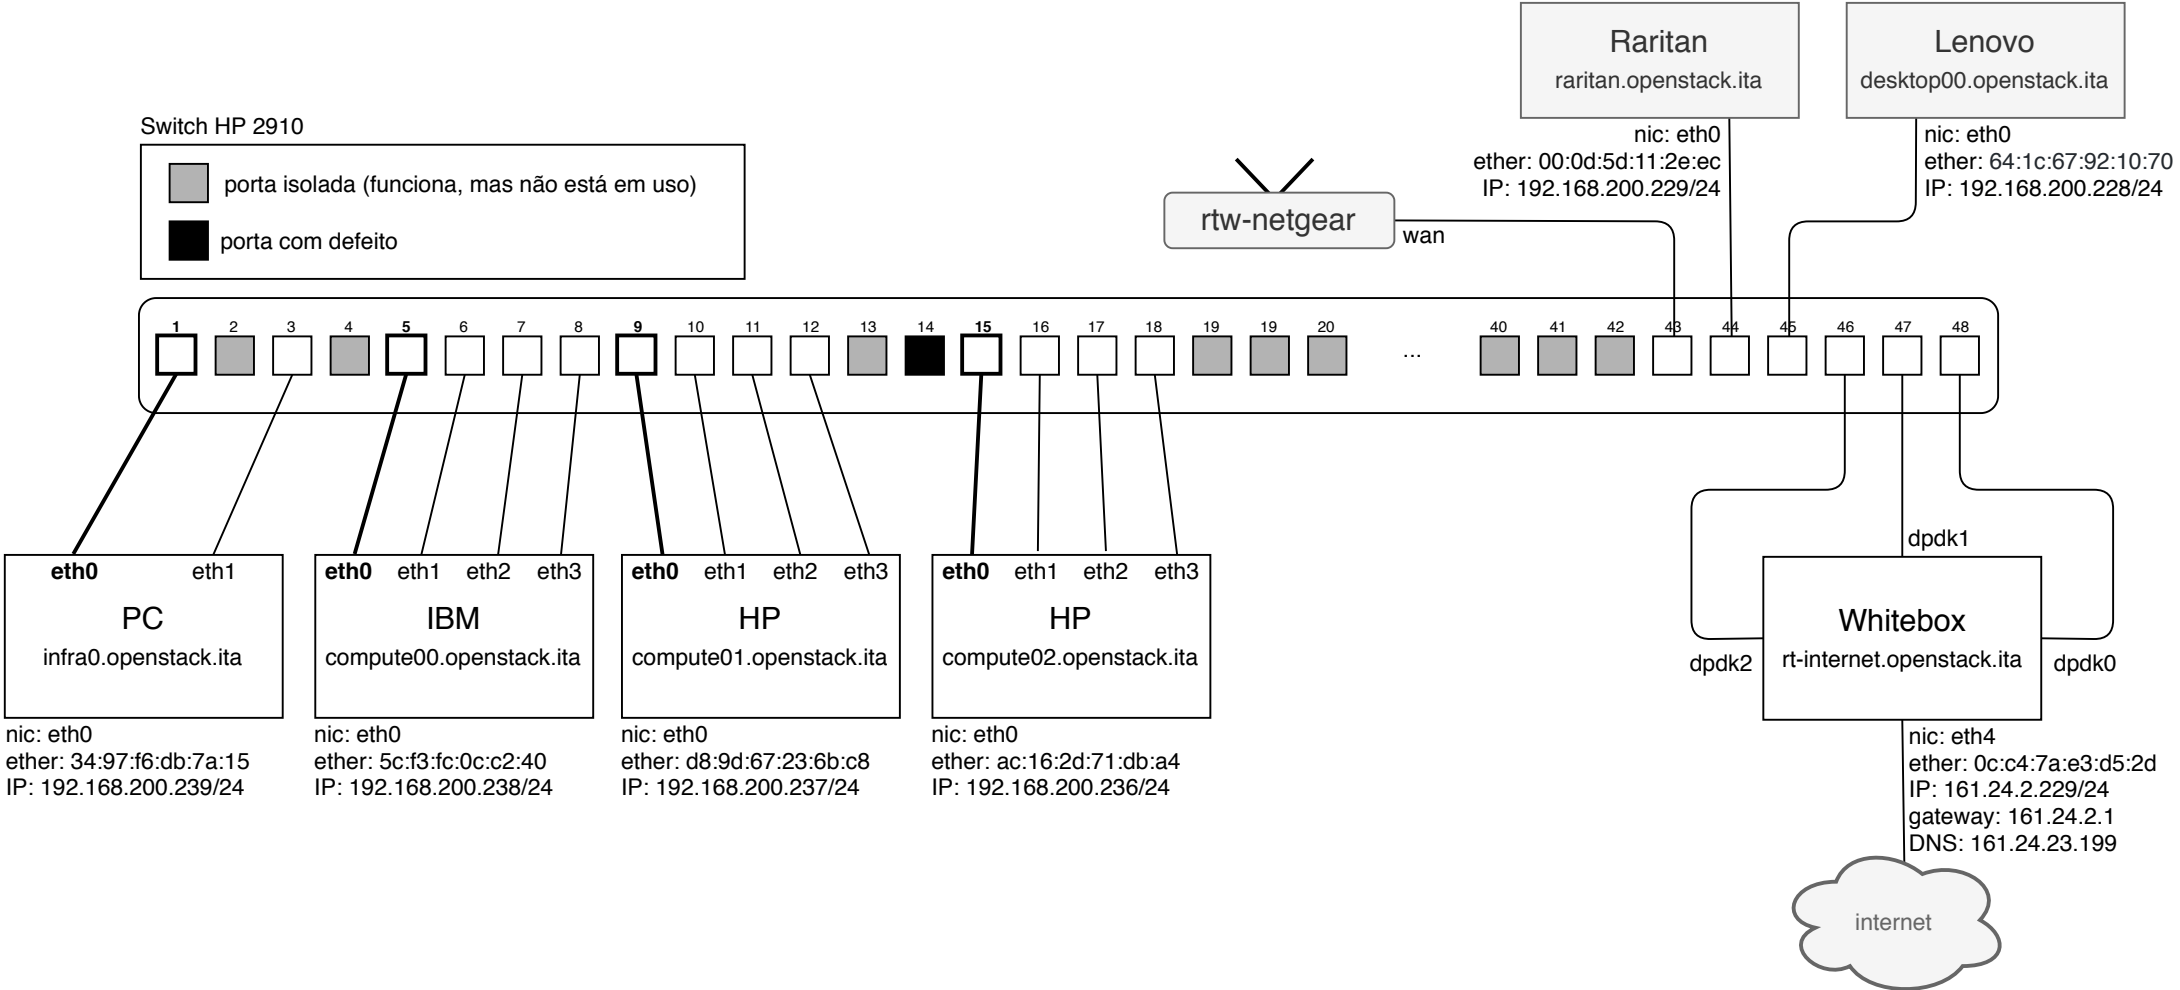 Raritan
raritan.openstack.ita
Lenovo
desktop00.openstack.ita
nic: eth0
ether: 00:0d:5d:11:2e:ec
IP: 192.168.200.229/24
nic: eth0
ether: 64:1c:67:92:10:70
IP: 192.168.200.228/24
Switch HP 2910
porta isolada (funciona, mas não está em uso)
porta com defeito
rtw-netgear
wan
1 2 3 4 5 6 7 8 9 10 11 12 13 14 15 16 17 18 19 19 20 ... 40 41 42 43 44 45 46 47 48
eth0 eth1
PC
infra0.openstack.ita
nic: eth0
ether: 34:97:f6:db:7a:15
IP: 192.168.200.239/24
eth0 eth1 eth2 eth3
IBM
compute00.openstack.ita
nic: eth0
ether: 5c:f3:fc:0c:c2:40
IP: 192.168.200.238/24
eth0 eth1 eth2 eth3
HP
compute01.openstack.ita
nic: eth0
ether: d8:9d:67:23:6b:c8
IP: 192.168.200.237/24
eth0 eth1 eth2 eth3
HP
compute02.openstack.ita
nic: eth0
ether: ac:16:2d:71:db:a4
IP: 192.168.200.236/24
dpdk1
Whitebox
rt-internet.openstack.ita
dpdk2
dpdk0
nic: eth4
ether: 0c:c4:7a:e3:d5:2d
IP: 161.24.2.229/24
gateway: 161.24.2.1
DNS: 161.24.23.199
internet